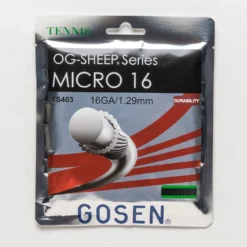 TENNIS
OG-SHEEP Series
MICRO 16
TS403
16GA/1.29mm
DURABILITY
GOSEN